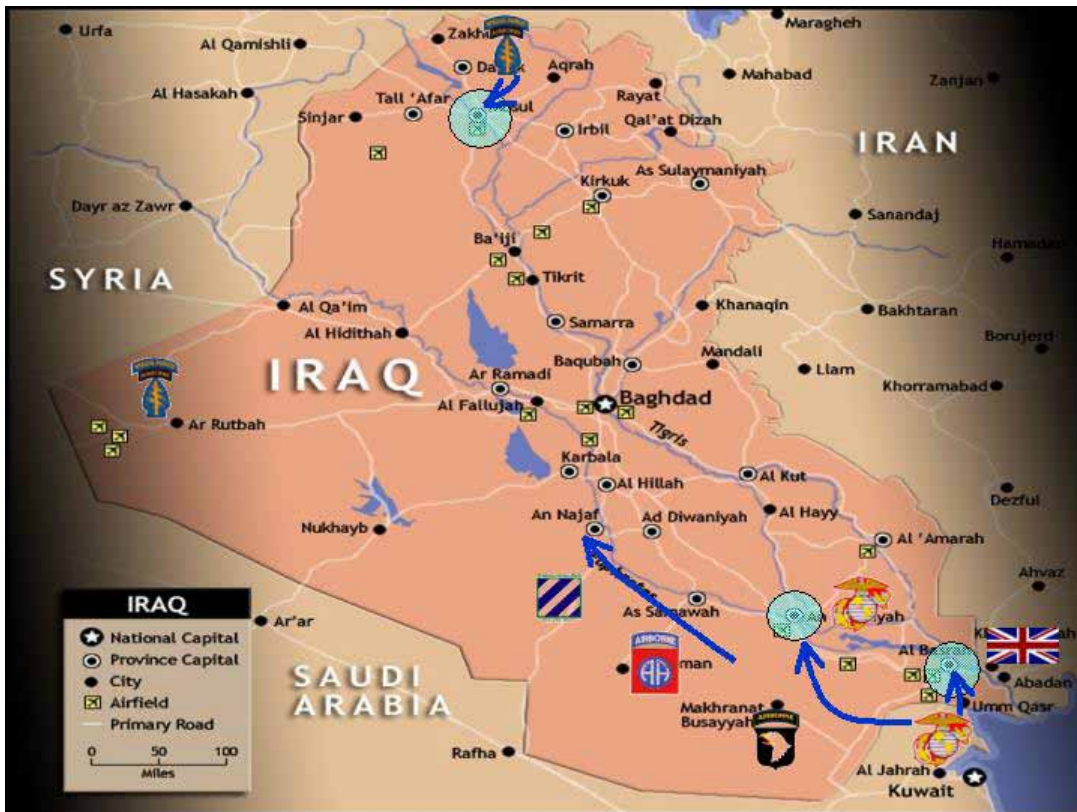 Urfa
Al Qamishli
Zakh
Maragheh
Aqrah
Mahabad
Zanjan
Al Hasakah
Tall ‘Afar
Sinjar
Rayat
Qal'at Dizah
Irbil
IRAN
As Sulaymaniyah
Kirkuk
Dayr az Zawr
Sanandaj
Ba'iji
SYRIA
Tikrit
Al Qa'im
Khanaqin
Bakhtaran
Al Hidithah
Samarra
Borujerd
IRAQ
Baqubah
Mandali
Llam
Ar Ramadi
Khorramabad
Al Fallujah
Baghdad
Ar Rutbah
Tigris
Karbala
Al Kut
Al Hillah
Dezful
An Najaf
Ad Diwaniyah
Al Hayy
Nukhayb
Al ‘Amarah
Ahvaz
As Samawah
Ar'ar
AIRBORNE
AA
SAUDI
ARABIA
Abadan
Makhranat
Busayyah
Umm Qasr
AIRBORNE
Rafha
Al Jahrah
Kuwait
IRAQ
National Capital
Province Capital
City
Airfield
Primary Road
0 50 100
Miles